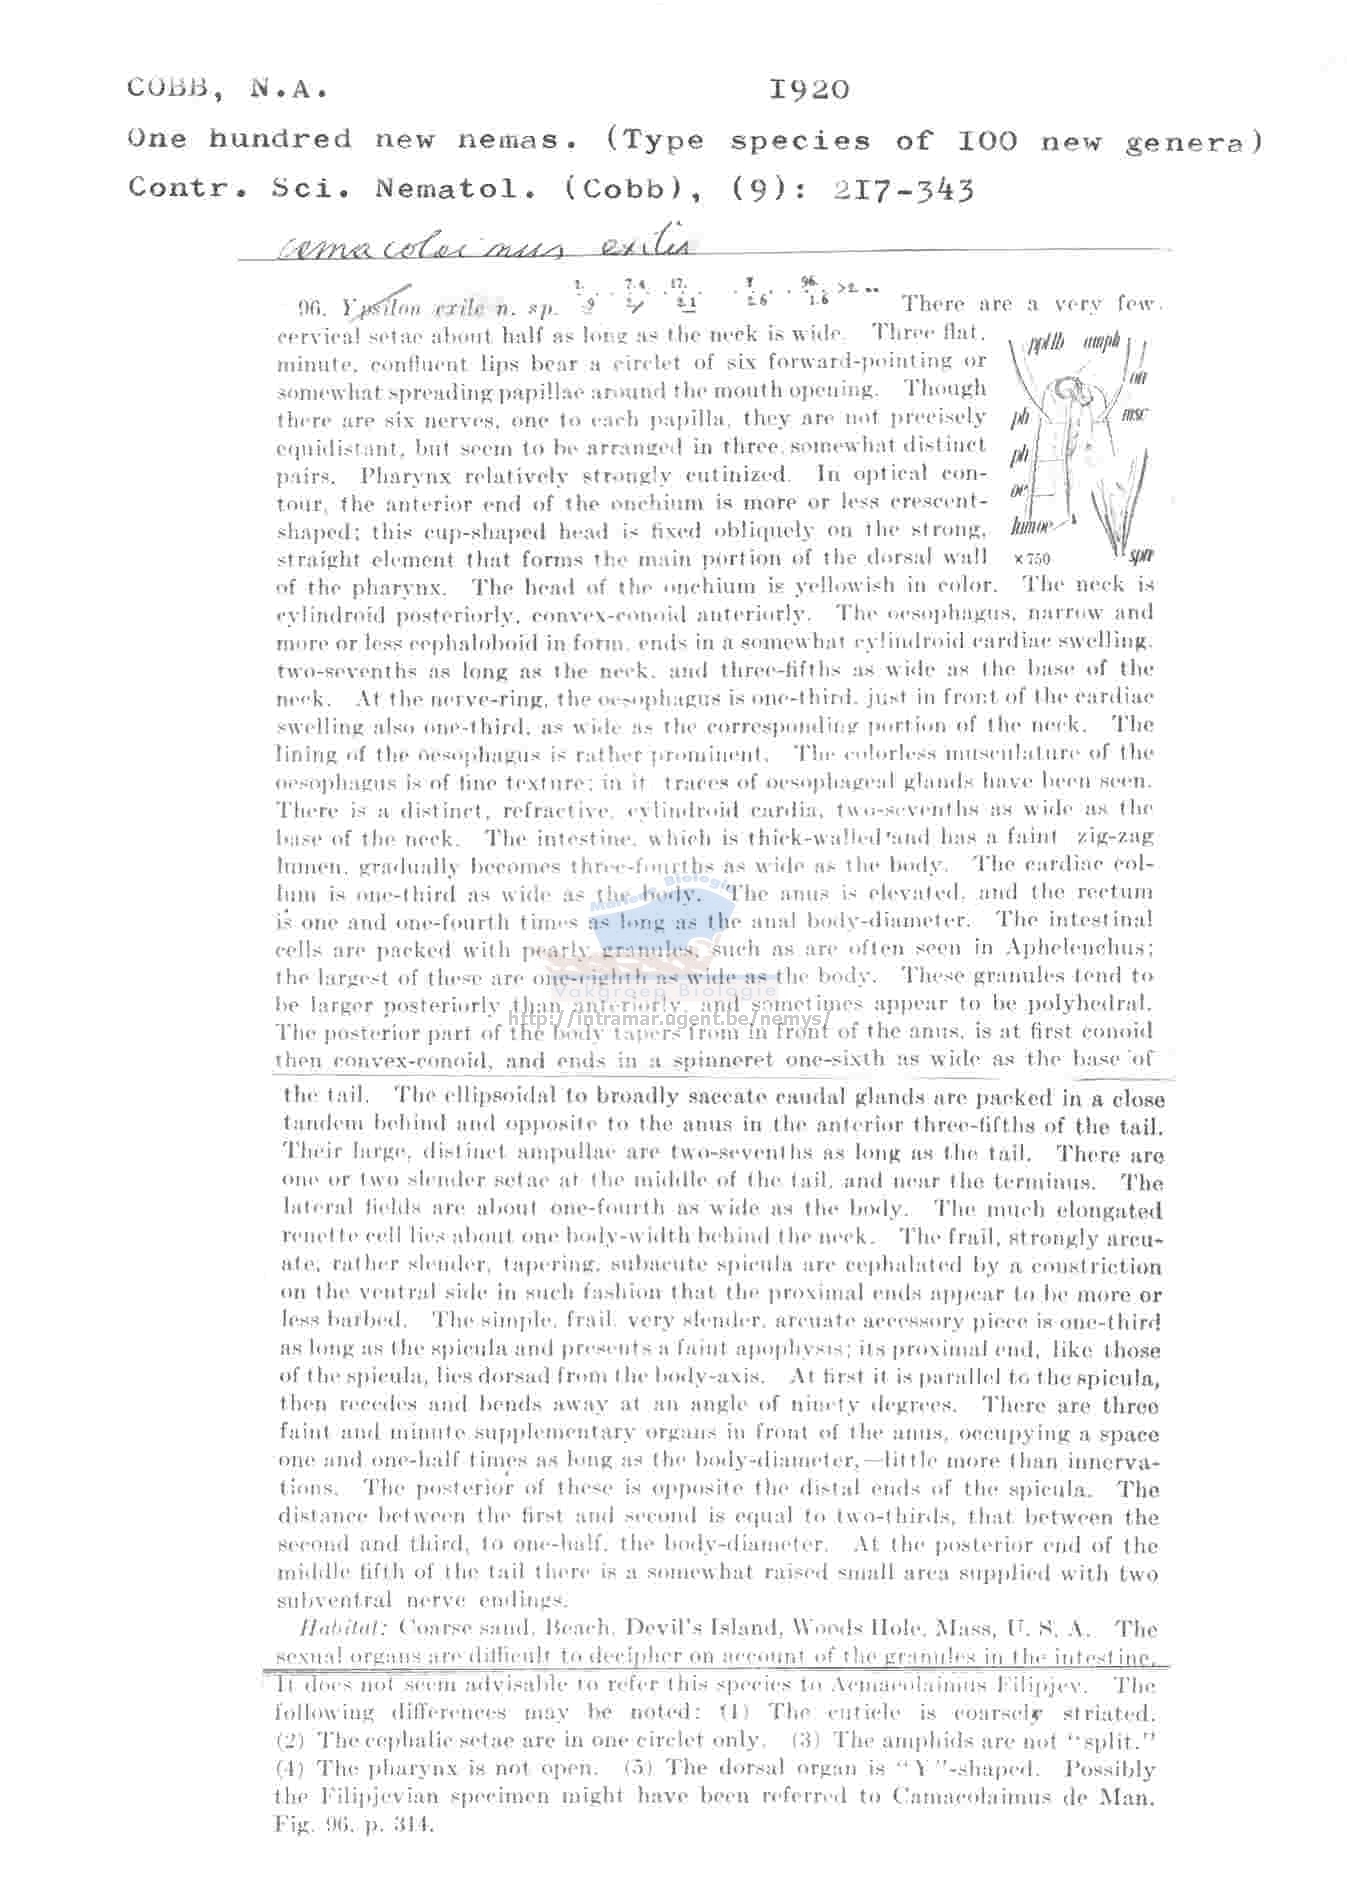 COBB, N.A. I920
One hundred new nemas. (Type species of IOO new genera)
Contr. Sci. Nematol. (Cobb), (9): 2I7-343
96. Ypsilon exile n. sp. There are a very few
cervical setae about half as long as the neck is wide. Three flat,
minute, confluent lips bear a circlet of six forward-pointing or
somewhat spreading papillae around the mouth opening. Though
there are six nerves, one to each papilla, they are not precisely
equidistant, but seem to be arranged in three somewhat distinct
pairs. Pharynx relatively strongly cutinized. In optical con-
tour, the anterior end of the onchium is more or less crescent-
shaped; this cup-shaped head is fixed obliquely on the strong,
straight element that forms the main portion of the dorsal wall
amph
on
ph
msc
ph
oe
lumoe
×750
spn
of the pharynx. The head of the onchium is yellowish in color. The neck is
cylindroid posteriorly, convex-conoid anteriorly. The oesophagus, narrow and
more or less cephaloboid in form, ends in a somewhat cylindroid cardiac swelling,
two-sevenths as long as the neck, and three-fifths as wide as the base of the
neck. At the nerve-ring, the oesophagus is one-third, just in front of the cardiac
swelling also one-third, as wide as the corresponding portion of the neck. The
lining of the oesophagus is rather prominent. The colorless musculature of the
oesophagus is of fine texture; in it traces of oesophageal glands have been seen.
There is a distinct, refractive, cylindroid cardia, two-sevenths as wide as the
base of the neck. The intestine, which is thick-walled and has a faint zig-zag
lumen, gradually becomes three-fourths as wide as the body. The cardiac col-
lum is one-third as wide as the body. The anus is elevated, and the rectum
is one and one-fourth times as long as the anal body-diameter. The intestinal
cells are packed with pearly granules, such as are often seen in Aphelenchus;
the largest of these are one-eighth as wide as the body. These granules tend to
be larger posteriorly than anteriorly, and sometimes appear to be polyhedral.
The posterior part of the body tapers from in front of the anus, is at first conoid
then convex-conoid, and ends in a spinneret one-sixth as wide as the base of
Mariene Biologie
Vakgroep Biologie
http://intramar.ugent.be/nemys/
the tail. The ellipsoidal to broadly saccate caudal glands are packed in a close
tandem behind and opposite to the anus in the anterior three-fifths of the tail.
Their large, distinct ampullae are two-sevenths as long as the tail. There are
one or two slender setae at the middle of the tail, and near the terminus. The
lateral fields are about one-fourth as wide as the body. The much elongated
renette cell lies about one body-width behind the neck. The frail, strongly arcu-
ate, rather slender, tapering, subacute spicula are cephalated by a constriction
on the ventral side in such fashion that the proximal ends appear to be more or
less barbed. The simple, frail, very slender, arcuate accessory piece is one-third
as long as the spicula and presents a faint apophysis; its proximal end, like those
of the spicula, lies dorsad from the body-axis. At first it is parallel to the spicula,
then recedes and bends away at an angle of ninety degrees. There are three
faint and minute supplementary organs in front of the anus, occupying a space
one and one-half times as long as the body-diameter,—little more than innerva-
tions. The posterior of these is opposite the distal ends of the spicula. The
distance between the first and second is equal to two-thirds, that between the
second and third, to one-half, the body-diameter. At the posterior end of the
middle fifth of the tail there is a somewhat raised small area supplied with two
subventral nerve endings.
Habitat: Coarse sand, Beach, Devil's Island, Woods Hole, Mass, U. S. A. The
sexual organs are difficult to decipher on account of the granules in the intestine.
It does not seem advisable to refer this species to Acmaeolaimus Filipjev. The
following differences may be noted: (1) The cuticle is coarsely striated.
(2) The cephalic setae are in one circlet only. (3) The amphids are not "split."
(4) The pharynx is not open. (5) The dorsal organ is "Y"-shaped. Possibly
the Filipjevian specimen might have been referred to Camacolaimus de Man.
Fig. 96, p. 314.